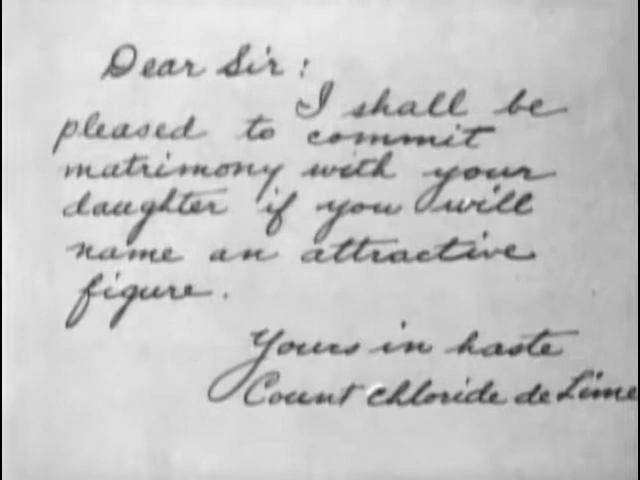 Dear Sir:
I shall be
pleased to commit
matrimony with your
daughter if you will
name an attractive
figure.
Yours in haste
Count Chloride de Lime